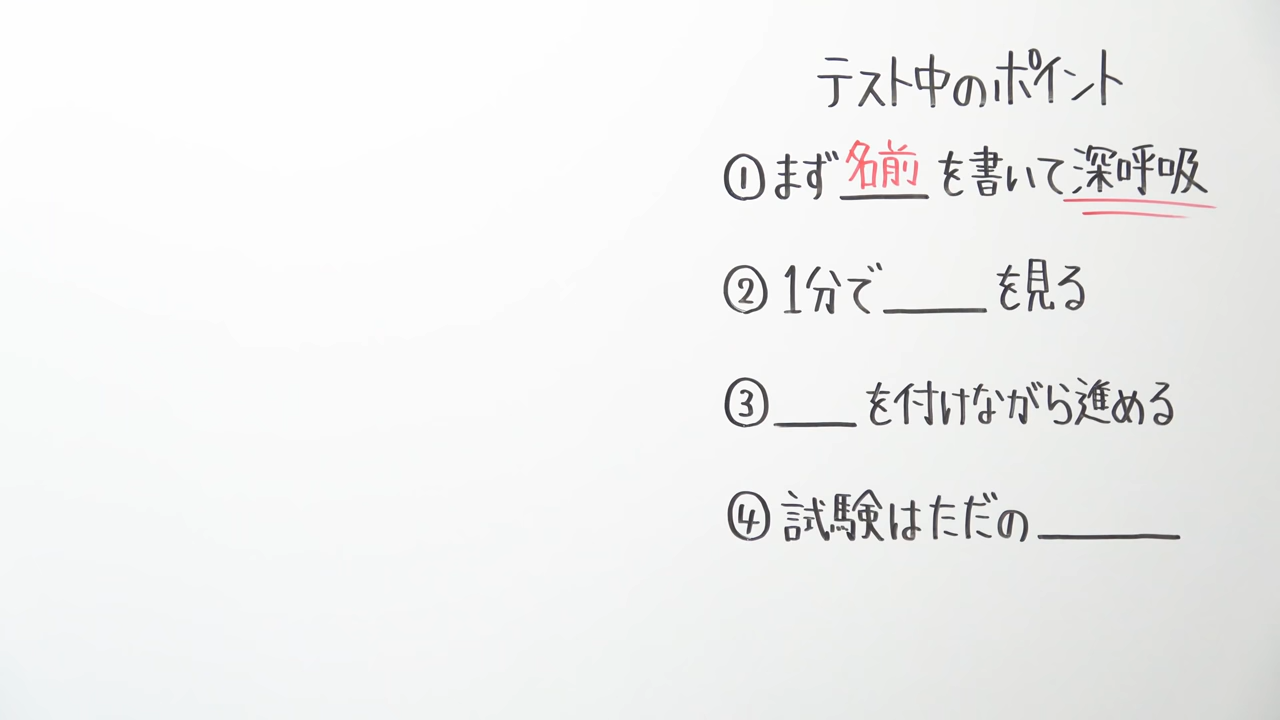 テスト中のポイント
①まず名前を書いて深呼吸
②1分で____を見る
③____を付けながら進める
④試験はただの____